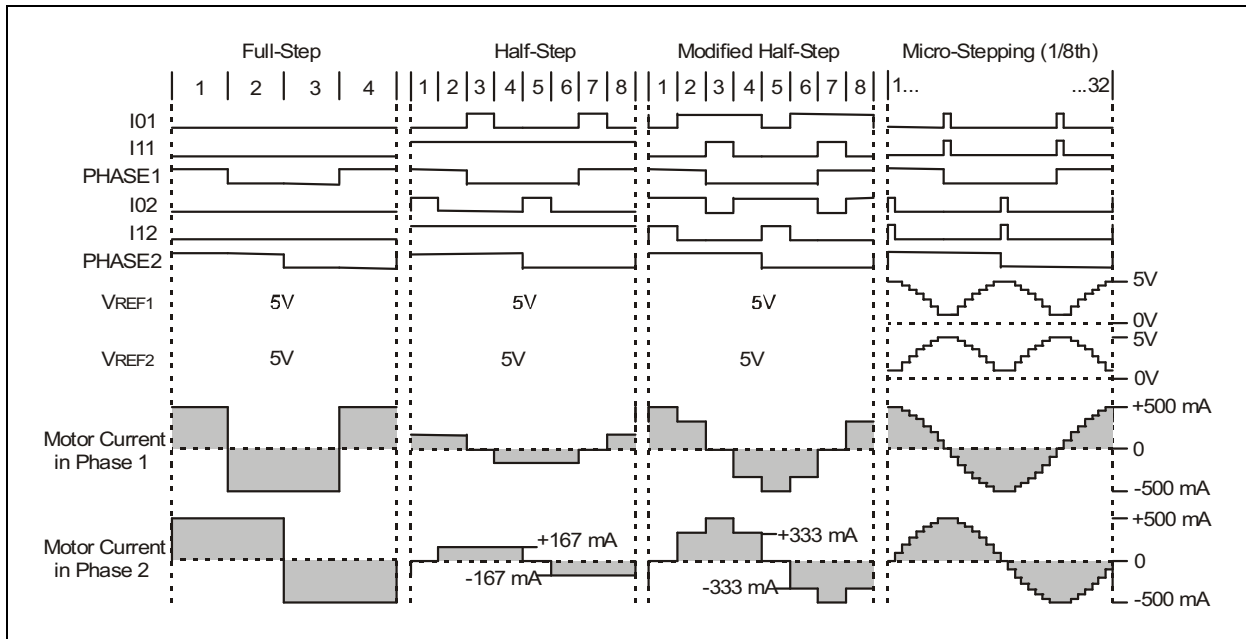 Full-Step Half-Step Modified Half-Step Micro-Stepping (1/8th)
1 2 3 4 1 2 3 4 5 6 7 8 1 2 3 4 5 6 7 8 1... ...32
I01
I11
PHASE1
I02
I12
PHASE2
VREF1 5V 5V 5V 5V
0V
VREF2 5V 5V 5V 5V
0V
+500 mA
Motor Current
in Phase 1
0
-500 mA
+500 mA
+167 mA +333 mA
Motor Current
in Phase 2
0
-167 mA -333 mA
-500 mA